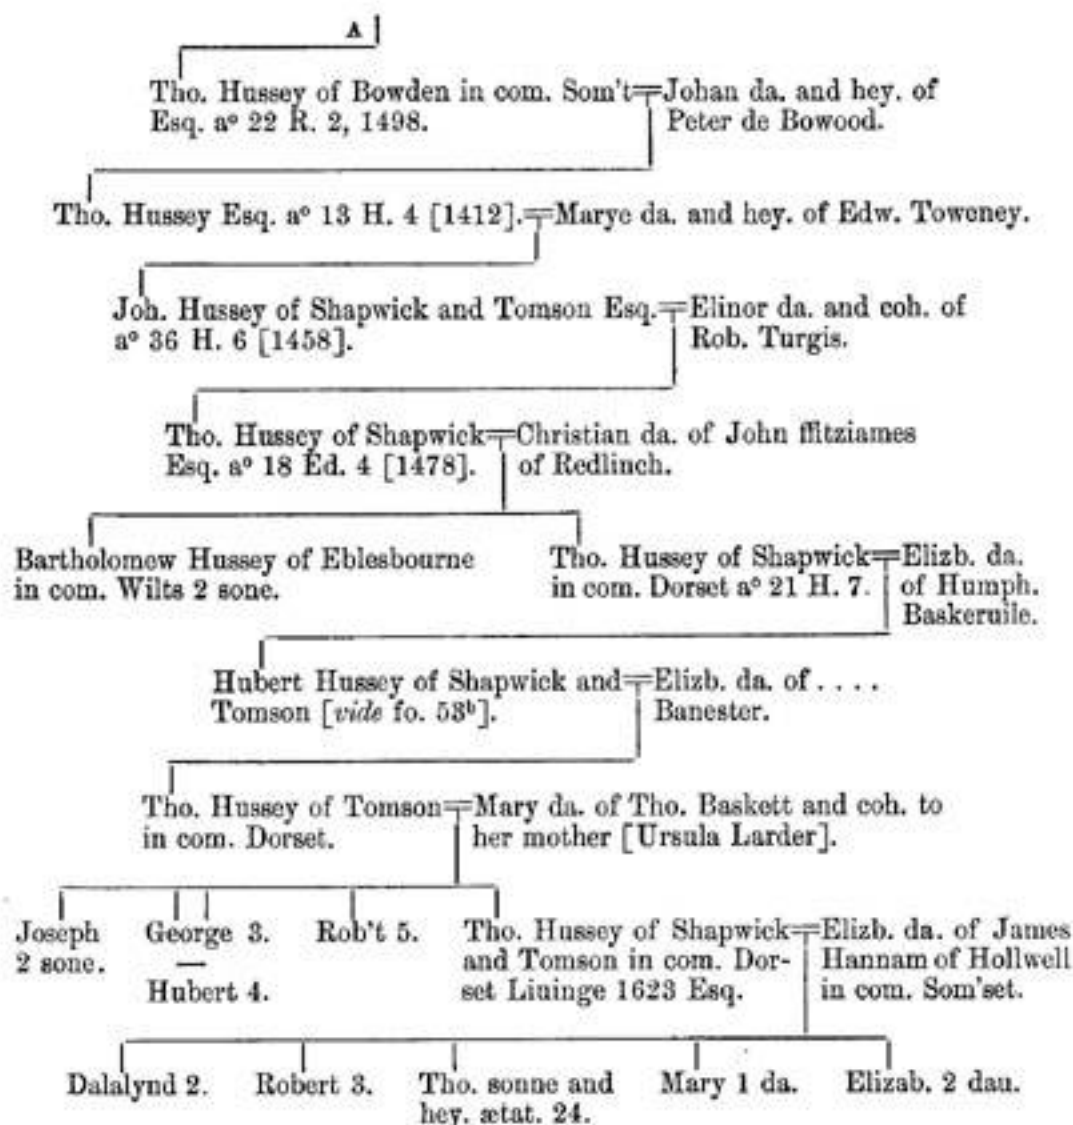 A
Tho. Hussey of Bowden in com. Som't
Esq. aº 22 R. 2, 1498.
Johan da. and hey. of
Peter de Bowood.
Tho. Hussey Esq. aº 13 H. 4 [1412].
Marye da. and hey. of Edw. Toweney.
Joh. Hussey of Shapwick and Tomson Esq.
aº 36 H. 6 [1458].
Elinor da. and coh. of
Rob. Turgis.
Tho. Hussey of Shapwick
Esq. aº 18 Ed. 4 [1478].
Christian da. of John ffitziames
of Redlinch.
Bartholomew Hussey of Eblesbourne
in com. Wilts 2 sone.
Tho. Hussey of Shapwick
in com. Dorset aº 21 H. 7.
Elizb. da.
of Humph.
Baskeruile.
Hubert Hussey of Shapwick and
Tomson [vide fo. 53ᵇ].
Elizb. da. of . . . .
Banester.
Tho. Hussey of Tomson
in com. Dorset.
Mary da. of Tho. Baskett and coh. to
her mother [Ursula Larder].
Joseph
2 sone.
George 3.
—
Hubert 4.
Rob't 5.
Tho. Hussey of Shapwick
and Tomson in com. Dor-
set Liuinge 1623 Esq.
Elizb. da. of James
Hannam of Hollwell
in com. Som'set.
Dalalynd 2.
Robert 3.
Tho. sonne and
hey. ætat. 24.
Mary 1 da.
Elizab. 2 dau.